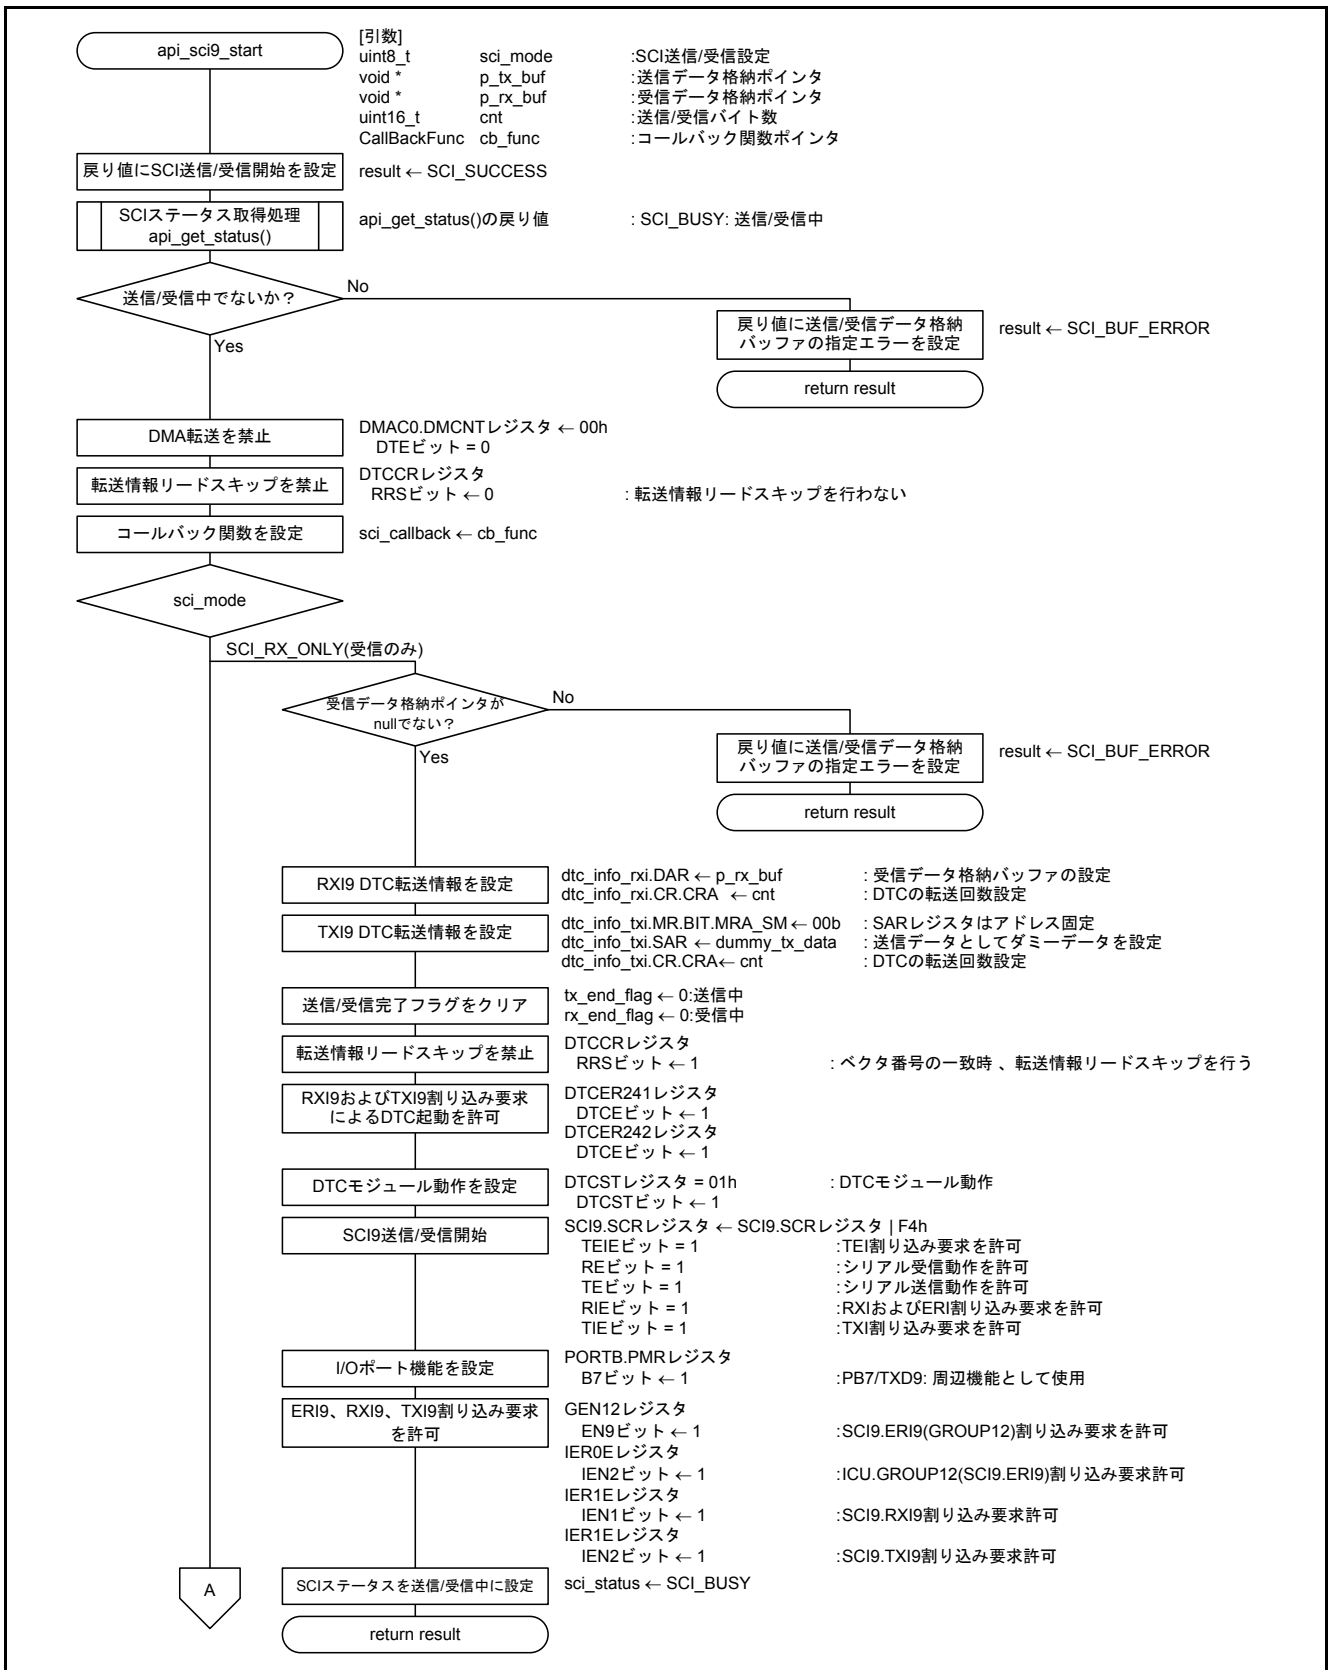 api_sci9_start
[引数]
uint8_t sci_mode :SCI送信/受信設定
void * p_tx_buf :送信データ格納ポインタ
void * p_rx_buf :受信データ格納ポインタ
uint16_t cnt :送信/受信バイト数
CallBackFunc cb_func :コールバック関数ポインタ
戻り値にSCI送信/受信開始を設定 result ← SCI_SUCCESS
SCIステータス取得処理
api_get_status()
api_get_status()の戻り値 : SCI_BUSY: 送信/受信中
送信/受信中でないか?
No
Yes
戻り値に送信/受信データ格納
バッファの指定エラーを設定
result ← SCI_BUF_ERROR
return result
DMA転送を禁止
DMAC0.DMCNTレジスタ ← 00h
DTEビット = 0
転送情報リードスキップを禁止
DTCCRレジスタ
RRSビット ← 0 : 転送情報リードスキップを行わない
コールバック関数を設定 sci_callback ← cb_func
sci_mode
SCI_RX_ONLY(受信のみ)
受信データ格納ポインタが
nullでない?
No
Yes
戻り値に送信/受信データ格納
バッファの指定エラーを設定
result ← SCI_BUF_ERROR
return result
RXI9 DTC転送情報を設定
dtc_info_rxi.DAR ← p_rx_buf : 受信データ格納バッファの設定
dtc_info_rxi.CR.CRA ← cnt : DTCの転送回数設定
TXI9 DTC転送情報を設定
dtc_info_txi.MR.BIT.MRA_SM ← 00b : SARレジスタはアドレス固定
dtc_info_txi.SAR ← dummy_tx_data : 送信データとしてダミーデータを設定
dtc_info_txi.CR.CRA← cnt : DTCの転送回数設定
送信/受信完了フラグをクリア
tx_end_flag ← 0:送信中
rx_end_flag ← 0:受信中
転送情報リードスキップを禁止
DTCCRレジスタ
RRSビット ← 1 : ベクタ番号の一致時 、転送情報リードスキップを行う
RXI9およびTXI9割り込み要求
によるDTC起動を許可
DTCER241レジスタ
DTCEビット ← 1
DTCER242レジスタ
DTCEビット ← 1
DTCモジュール動作を設定
DTCSTレジスタ = 01h : DTCモジュール動作
DTCSTビット ← 1
SCI9送信/受信開始
SCI9.SCRレジスタ ← SCI9.SCRレジスタ | F4h
TEIEビット = 1 :TEI割り込み要求を許可
REビット = 1 :シリアル受信動作を許可
TEビット = 1 :シリアル送信動作を許可
RIEビット = 1 :RXIおよびERI割り込み要求を許可
TIEビット = 1 :TXI割り込み要求を許可
I/Oポート機能を設定
PORTB.PMRレジスタ
B7ビット ← 1 :PB7/TXD9: 周辺機能として使用
ERI9、RXI9、TXI9割り込み要求
を許可
GEN12レジスタ
EN9ビット ← 1 :SCI9.ERI9(GROUP12)割り込み要求を許可
IER0Eレジスタ
IEN2ビット ← 1 :ICU.GROUP12(SCI9.ERI9)割り込み要求許可
IER1Eレジスタ
IEN1ビット ← 1 :SCI9.RXI9割り込み要求許可
IER1Eレジスタ
IEN2ビット ← 1 :SCI9.TXI9割り込み要求許可
A
SCIステータスを送信/受信中に設定 sci_status ← SCI_BUSY
return result